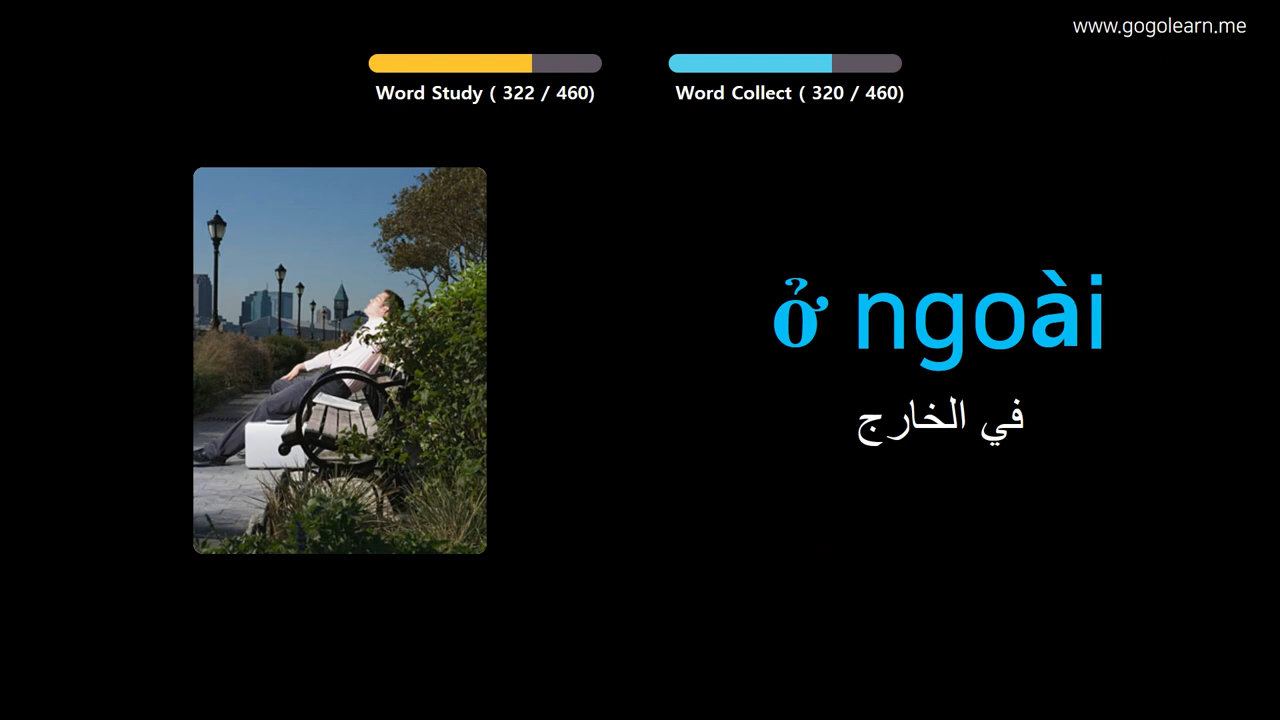 www.gogolearn.me
Word Study ( 322 / 460)
Word Collect ( 320 / 460)
ở ngoài
في الخارج